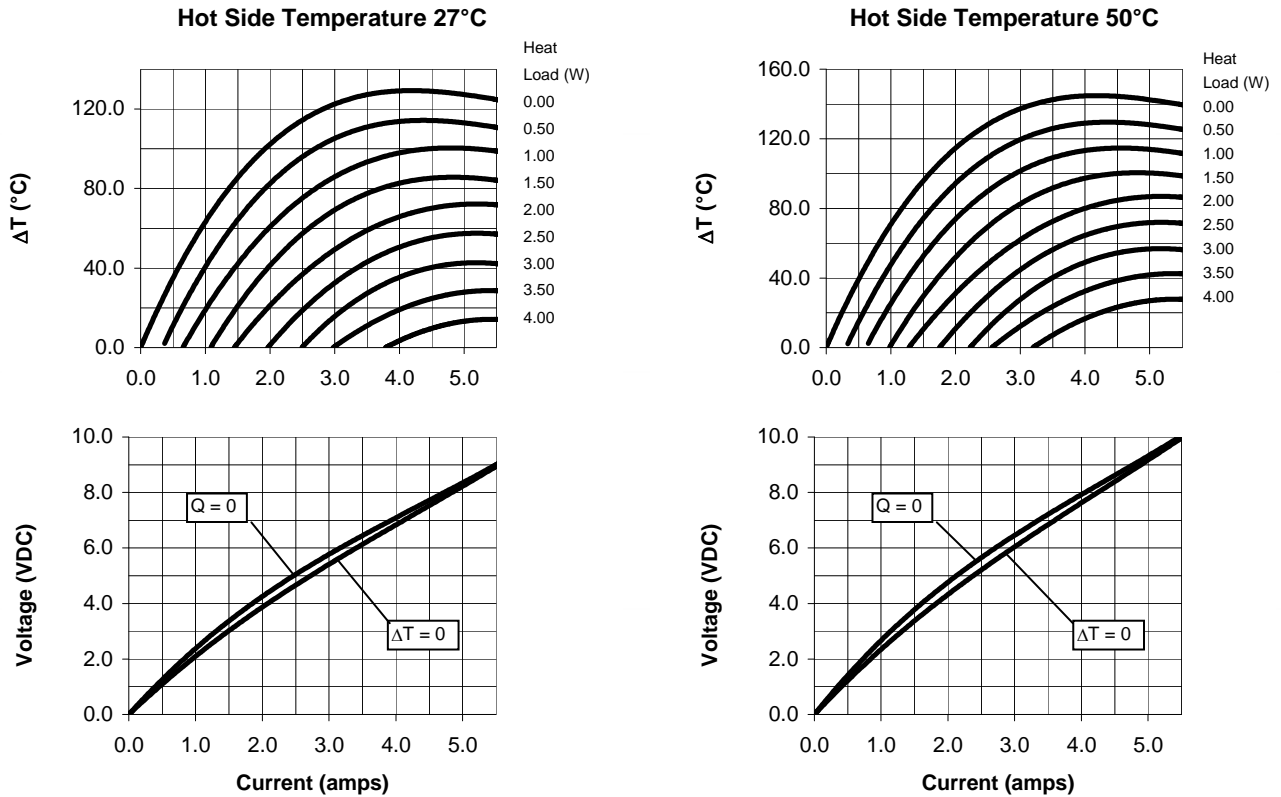 Hot Side Temperature 27°C
Heat
Load (W)
0.00
0.50
1.00
1.50
2.00
2.50
3.00
3.50
4.00
ΔT (°C)
120.0
80.0
40.0
0.0
0.0 1.0 2.0 3.0 4.0 5.0
Hot Side Temperature 50°C
Heat
Load (W)
0.00
0.50
1.00
1.50
2.00
2.50
3.00
3.50
4.00
ΔT (°C)
160.0
120.0
80.0
40.0
0.0
0.0 1.0 2.0 3.0 4.0 5.0
Voltage (VDC)
10.0
8.0
6.0
4.0
2.0
0.0
Q = 0
ΔT = 0
0.0 1.0 2.0 3.0 4.0 5.0
Current (amps)
Voltage (VDC)
10.0
8.0
6.0
4.0
2.0
0.0
Q = 0
ΔT = 0
0.0 1.0 2.0 3.0 4.0 5.0
Current (amps)